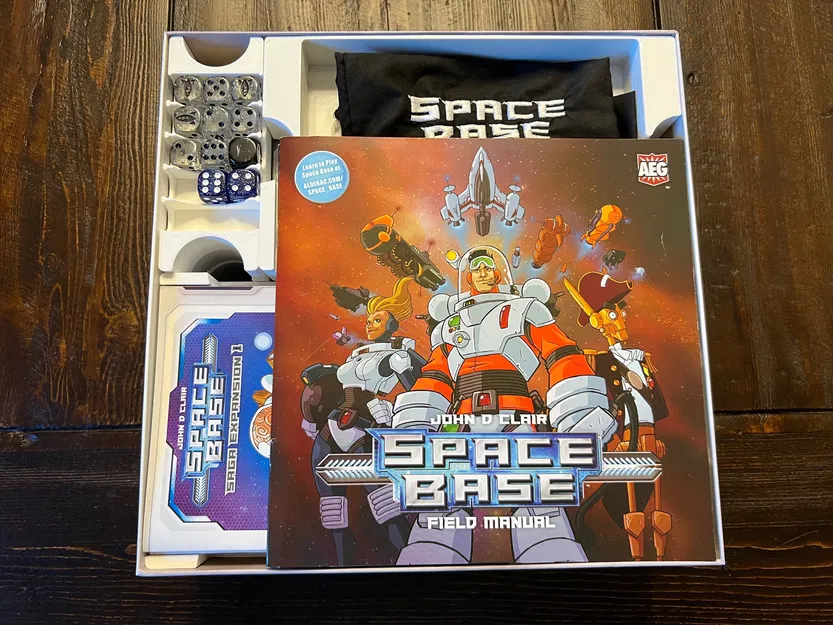 SPACE
BASE
Learn to Play
Space Base at
ALDERAC.COM/
SPACE_BASE
AEG
JOHN D CLAIR
SPACE
BASE
FIELD MANUAL
JOHN D CLAIR
SPACE
BASE
SAGA EXPANSION 1